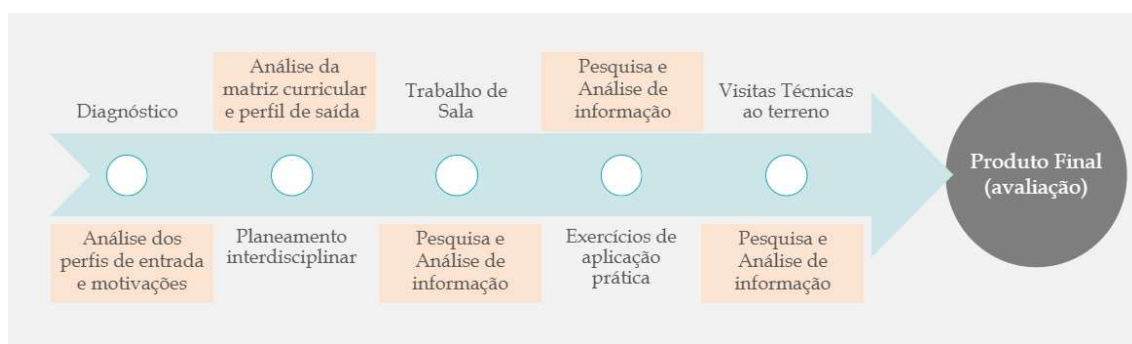 Diagnóstico
Análise da
matriz curricular
e perfil de saída
Trabalho de
Sala
Pesquisa e
Análise de
informação
Visitas Técnicas
ao terreno
Produto Final
(avaliação)
Análise dos
perfis de entrada
e motivações
Planeamento
interdisciplinar
Pesquisa e
Análise de
informação
Exercícios de
aplicação
prática
Pesquisa e
Análise de
informação